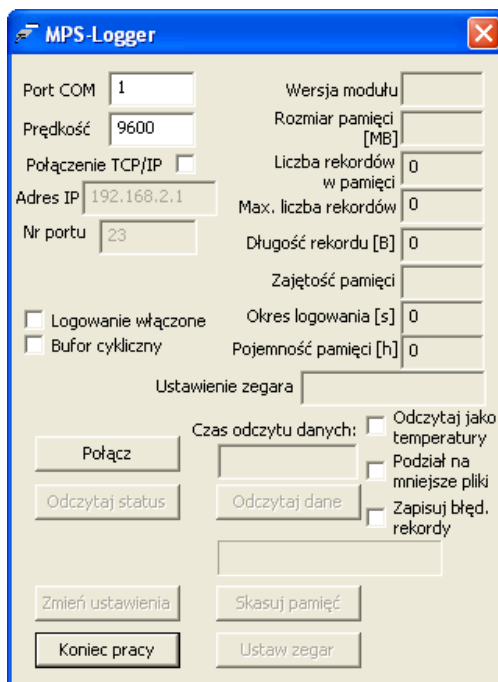 MPS-Logger
Port COM 1
Prędkość 9600
Połączenie TCP/IP
Adres IP 192.168.2.1
Nr portu 23
Wersja modułu
Rozmiar pamięci
[MB]
Liczba rekordów
w pamięci 0
Max. liczba rekordów 0
Długość rekordu [B] 0
Zajętość pamięci
Logowanie włączone
Bufor cykliczny
Okres logowania [s] 0
Pojemność pamięci [h] 0
Ustawienie zegara
Czas odczytu danych:
Odczytaj jako
temperatury
Podział na
mniejsze pliki
Zapisuj błęd.
rekordy
Połącz
Odczytaj status
Odczytaj dane
Zmień ustawienia
Skasuj pamięć
Koniec pracy
Ustaw zegar